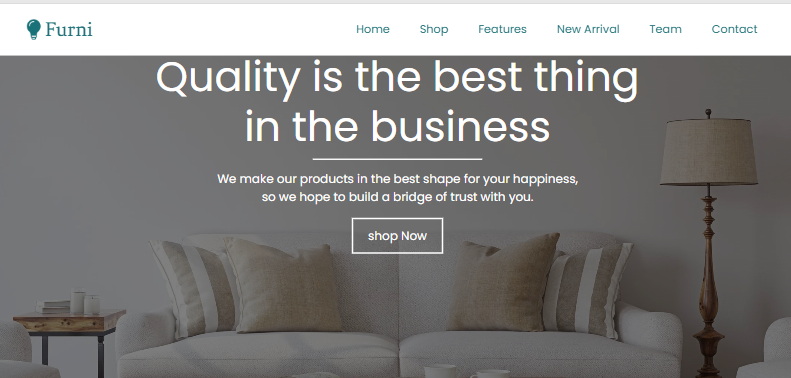 Furni
Home
Shop
Features
New Arrival
Team
Contact
Quality is the best thing
in the business
We make our products in the best shape for your happiness,
so we hope to build a bridge of trust with you.
shop Now